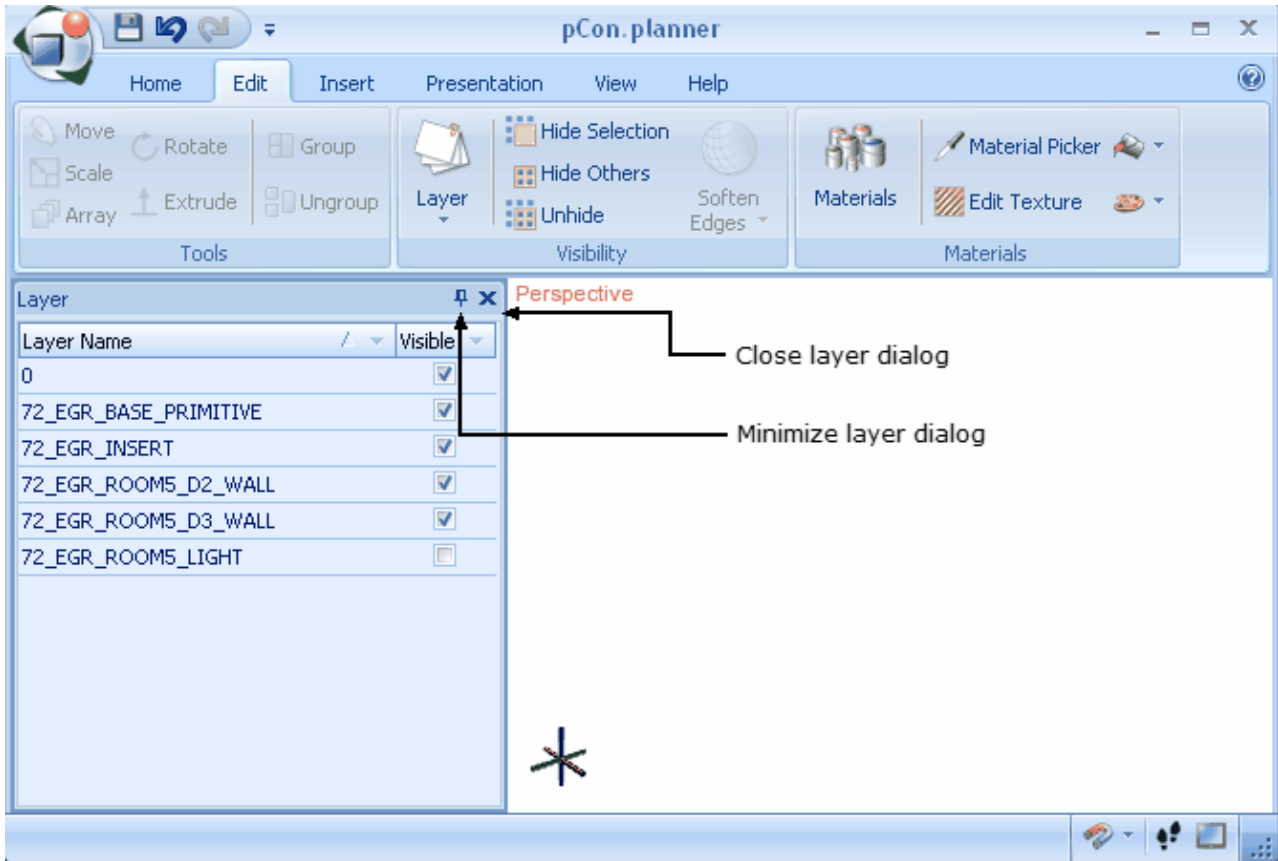 pCon.planner
Home Edit Insert Presentation View Help
Move
Scale
Array
Rotate
Extrude
Group
Ungroup
Tools
Layer
Hide Selection
Hide Others
Unhide
Soften
Edges
Visibility
Materials
Material Picker
Edit Texture
Materials
Layer
Layer Name Visible
0
72_EGR_BASE_PRIMITIVE
72_EGR_INSERT
72_EGR_ROOM5_D2_WALL
72_EGR_ROOM5_D3_WALL
72_EGR_ROOM5_LIGHT
Perspective
Close layer dialog
Minimize layer dialog